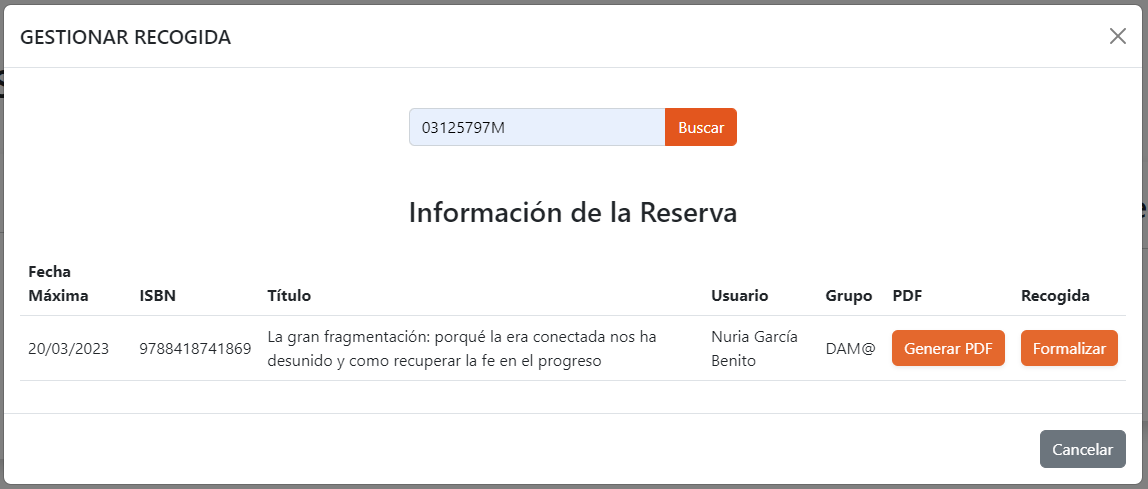 GESTIONAR RECOGIDA
03125797M Buscar
Información de la Reserva
Fecha
Máxima ISBN Título Usuario Grupo PDF Recogida
20/03/2023 9788418741869 La gran fragmentación: porqué la era conectada nos ha
desunido y como recuperar la fe en el progreso Nuria García
Benito DAM@ Generar PDF Formalizar
Cancelar